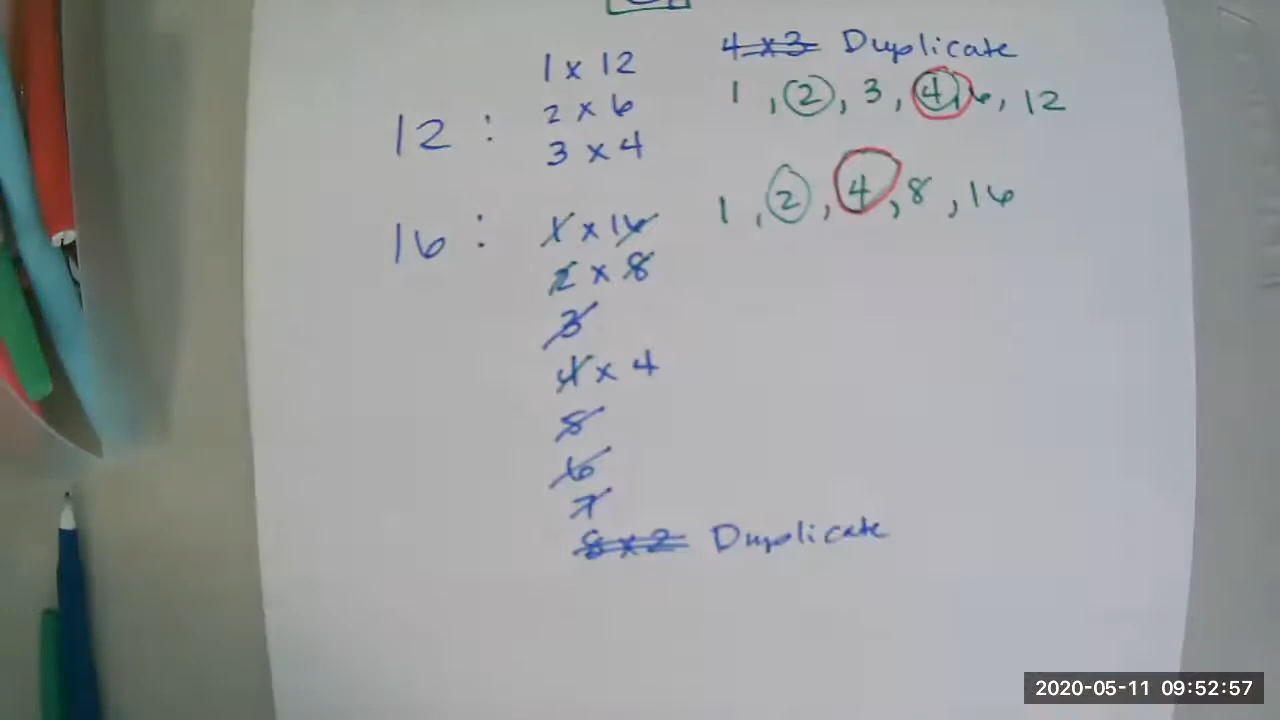 4 x 3 Duplicate
1 x 12
1 , 2 , 3 , 4 , 6 , 12
2 x 6
12 :
3 x 4
1 , 2 , 4 , 8 , 16
16 : 1 x 16
2 x 8
3
4 x 4
6
7
8 x 2 Duplicate
2020-05-11 09:52:57